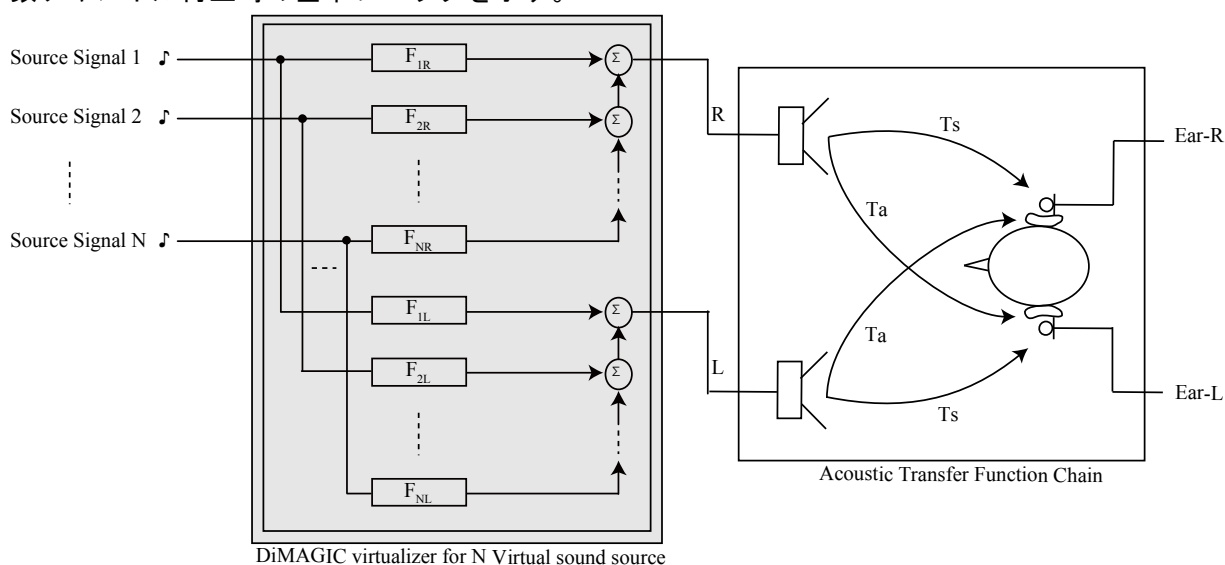 Source Signal 1 ♪
Source Signal 2 ♪
Source Signal N ♪
F1R
F2R
FNR
F1L
F2L
FNL
Σ
Σ
Σ
Σ
R
L
Ts
Ta
Ta
Ts
Ear-R
Ear-L
Acoustic Transfer Function Chain
DiMAGIC virtualizer for N Virtual sound source